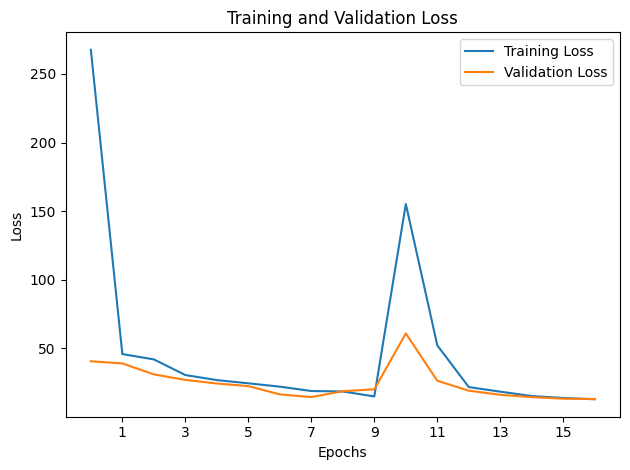 Training and Validation Loss
Training Loss
Validation Loss
250
200
150
100
50
Loss
1 3 5 7 9 11 13 15
Epochs